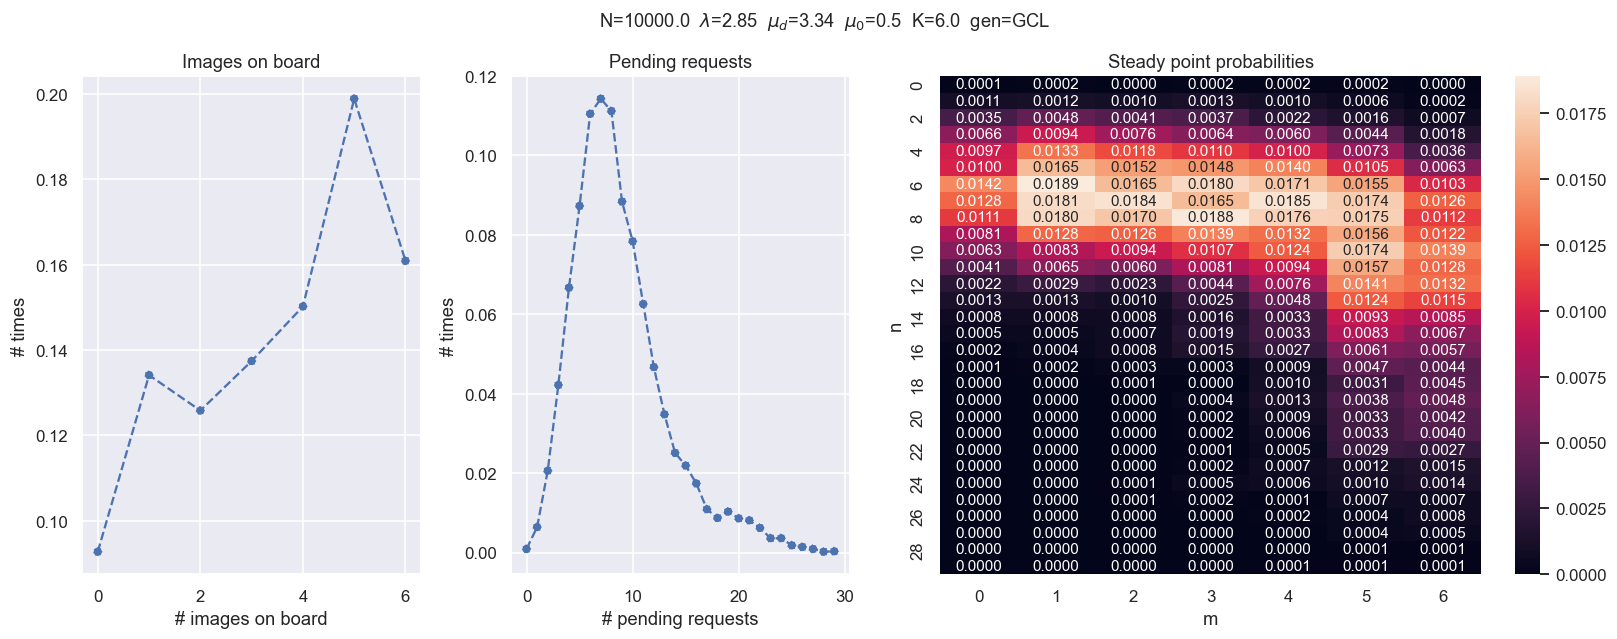 N=10000.0 λ=2.85 μd=3.34 μ0=0.5 K=6.0 gen=GCL
Images on board
# times
0.20
0.18
0.16
0.14
0.12
0.10
0 2 4 6
# images on board
Pending requests
# times
0.12
0.10
0.08
0.06
0.04
0.02
0.00
0 10 20 30
# pending requests
Steady point probabilities
n
0 0.0001 0.0002 0.0000 0.0002 0.0002 0.0002 0.0000
0.0011 0.0012 0.0010 0.0013 0.0010 0.0006 0.0002
2 0.0035 0.0048 0.0041 0.0037 0.0022 0.0016 0.0007
0.0066 0.0094 0.0076 0.0064 0.0060 0.0044 0.0018
4 0.0097 0.0133 0.0118 0.0110 0.0100 0.0073 0.0036
0.0100 0.0165 0.0152 0.0148 0.0140 0.0105 0.0063
6 0.0142 0.0189 0.0165 0.0180 0.0171 0.0155 0.0103
0.0128 0.0181 0.0184 0.0165 0.0185 0.0174 0.0126
8 0.0111 0.0180 0.0170 0.0188 0.0176 0.0175 0.0112
0.0081 0.0128 0.0126 0.0139 0.0132 0.0156 0.0122
10 0.0063 0.0083 0.0094 0.0107 0.0124 0.0174 0.0139
0.0041 0.0065 0.0060 0.0081 0.0094 0.0157 0.0128
12 0.0022 0.0029 0.0023 0.0044 0.0076 0.0141 0.0132
0.0013 0.0013 0.0010 0.0025 0.0048 0.0124 0.0115
14 0.0008 0.0008 0.0008 0.0016 0.0033 0.0093 0.0085
0.0005 0.0005 0.0007 0.0019 0.0033 0.0083 0.0067
16 0.0002 0.0004 0.0008 0.0015 0.0027 0.0061 0.0057
0.0001 0.0002 0.0003 0.0003 0.0009 0.0047 0.0044
18 0.0000 0.0000 0.0001 0.0000 0.0010 0.0031 0.0045
0.0000 0.0000 0.0000 0.0004 0.0013 0.0038 0.0048
20 0.0000 0.0000 0.0000 0.0002 0.0009 0.0033 0.0042
0.0000 0.0000 0.0000 0.0002 0.0006 0.0033 0.0040
22 0.0000 0.0000 0.0000 0.0001 0.0005 0.0029 0.0027
0.0000 0.0000 0.0000 0.0002 0.0007 0.0012 0.0015
24 0.0000 0.0000 0.0001 0.0005 0.0006 0.0010 0.0014
0.0000 0.0000 0.0001 0.0002 0.0001 0.0007 0.0007
26 0.0000 0.0000 0.0000 0.0000 0.0002 0.0004 0.0008
0.0000 0.0000 0.0000 0.0000 0.0000 0.0004 0.0005
28 0.0000 0.0000 0.0000 0.0000 0.0000 0.0001 0.0001
0.0000 0.0000 0.0000 0.0000 0.0001 0.0001 0.0001
0 1 2 3 4 5 6
m
0.0175
0.0150
0.0125
0.0100
0.0075
0.0050
0.0025
0.0000